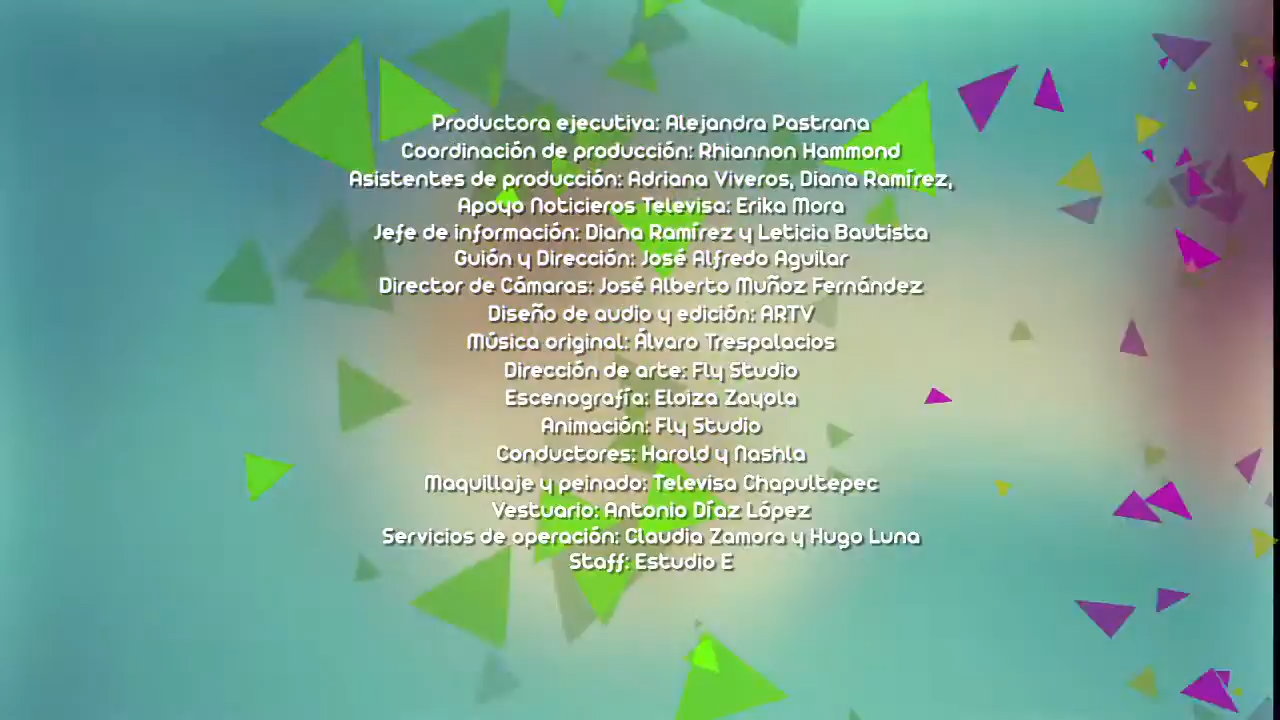 Productora ejecutiva: Alejandra Pastrana
Coordinación de producción: Rhiannon Hammond
Asistentes de producción: Adriana Viveros, Diana Ramírez,
Apoyo Noticieros Televisa: Erika Mora
Jefe de información: Diana Ramírez y Leticia Bautista
Guión y Dirección: José Alfredo Aguilar
Director de Cámaras: José Alberto Muñoz Fernández
Diseño de audio y edición: ARTV
Música original: Álvaro Trespalacios
Dirección de arte: Fly Studio
Escenografía: Eloiza Zayola
Animación: Fly Studio
Conductores: Harold y Nashla
Maquillaje y peinado: Televisa Chapultepec
Vestuario: Antonio Díaz López
Servicios de operación: Claudia Zamora y Hugo Luna
Staff: Estudio E